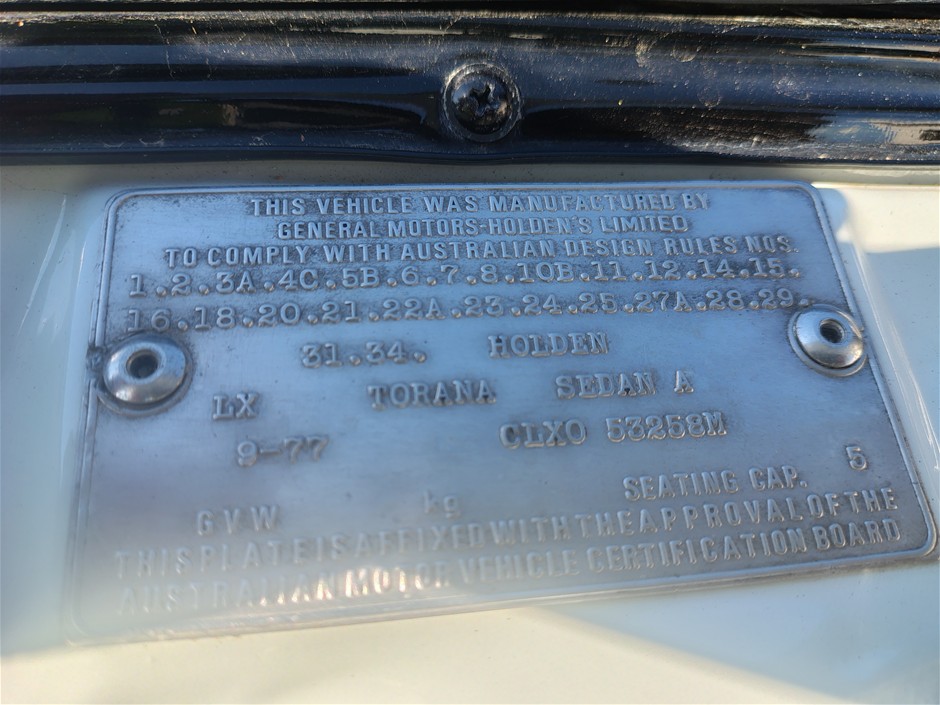 THIS VEHICLE WAS MANUFACTURED BY
GENERAL MOTORS-HOLDEN'S LIMITED
TO COMPLY WITH AUSTRALIAN DESIGN RULES NOS.
1.2.3A.4C.5B.6.7.8.10B.11.12.14.15.
16.18.20.21.22A.23.24.25.27A.28.29.
31.34. HOLDEN
LX TORANA SEDAN A
9-77 CLXO 53258M
GVW kg SEATING CAP. 5
THIS PLATE IS AFFIXED WITH THE APPROVAL OF THE
AUSTRALIAN MOTOR VEHICLE CERTIFICATION BOARD